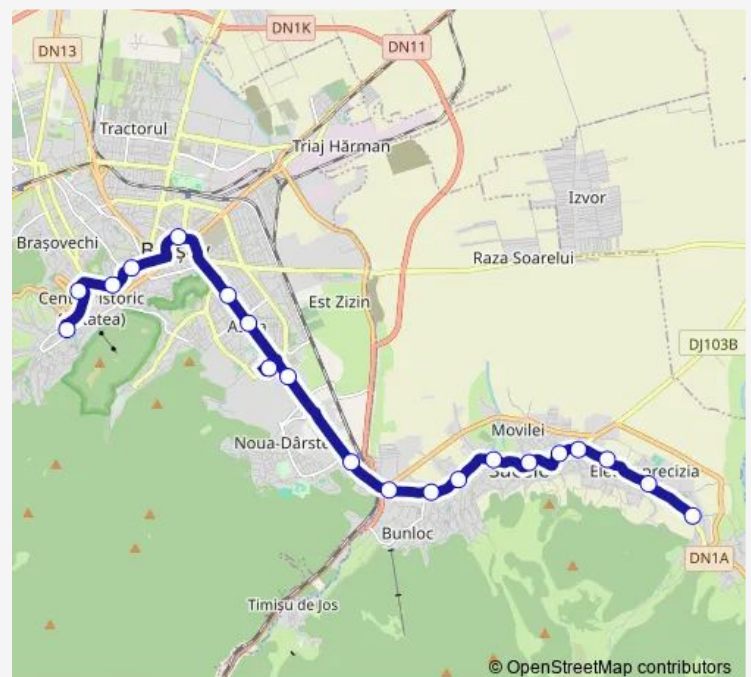 DN1K
DN13
DN11
Tractorul
Triaj Hărman
Izvor
Brașovechi
Raza Soarelui
Est Zizin
DJ103B
Movilei
Noua-Dârste
Bunloc
DN1A
Timișu de Jos
© OpenStreetMap contributors